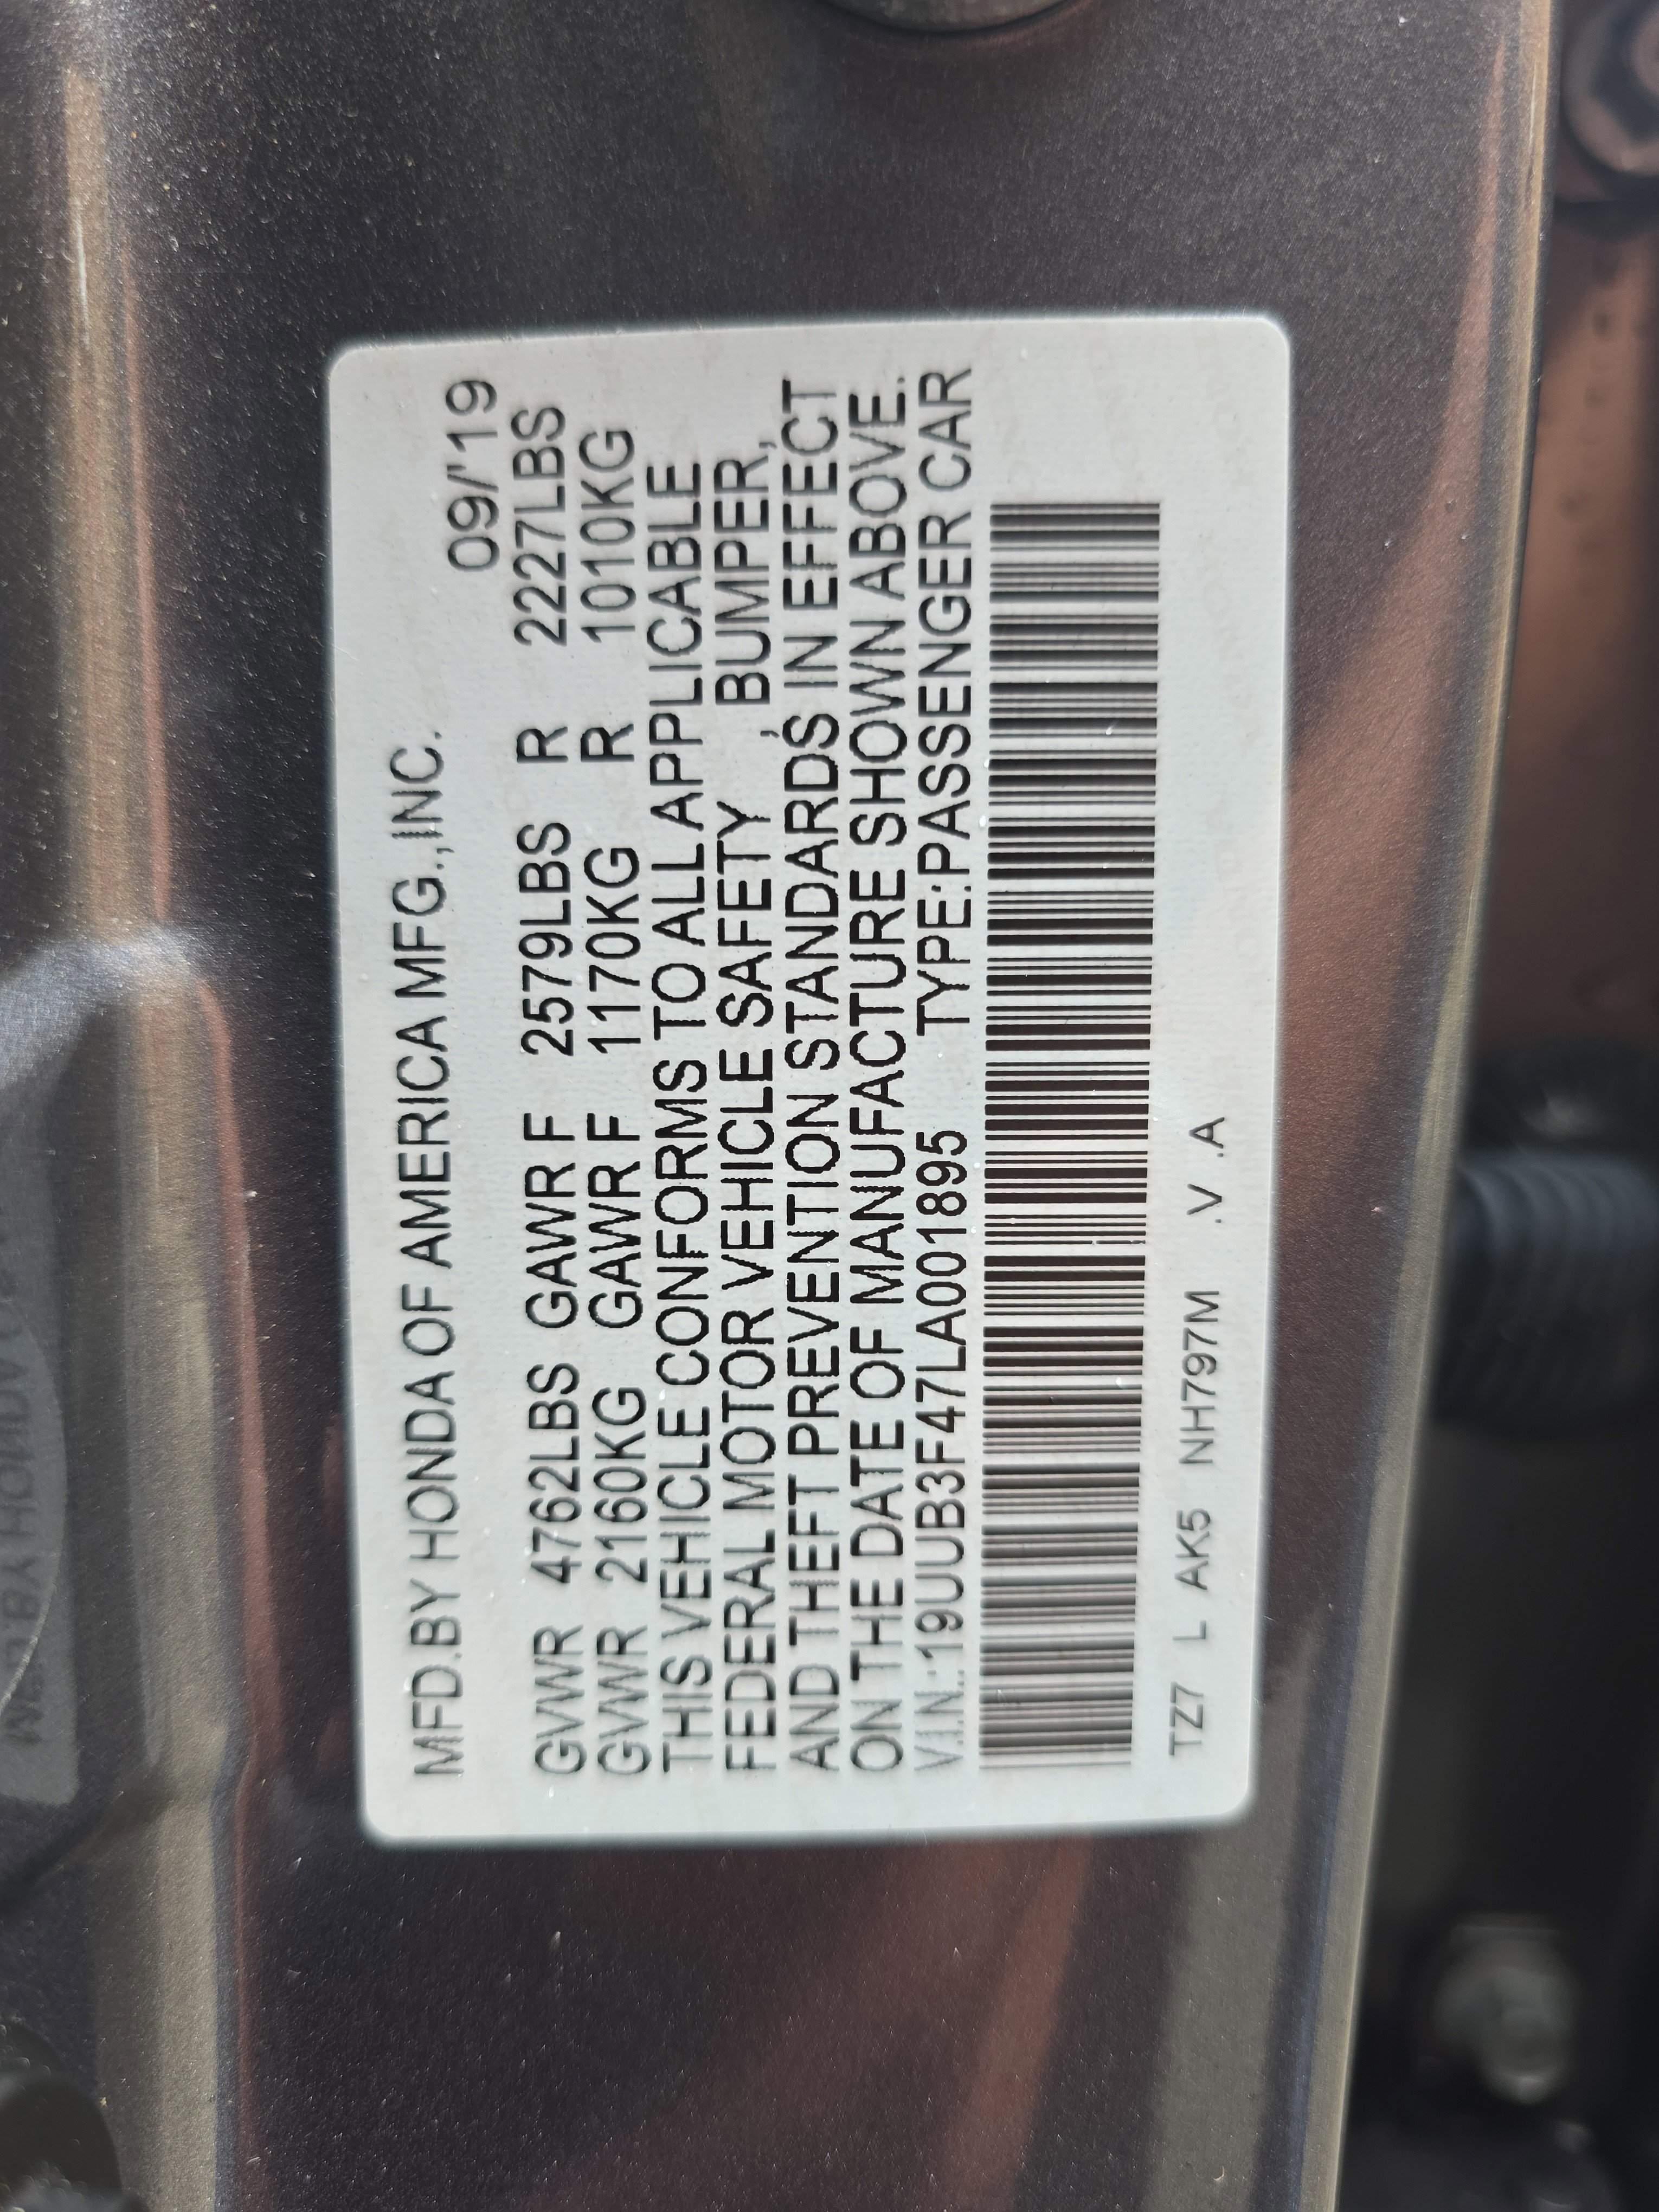 MFD.BY HONDA OF AMERICA MFG.,INC.
09/'19
GVWR 4762LBS GAWR F 2579LBS R 2227LBS
GVWR 2160KG GAWR F 1170KG R 1010KG
THIS VEHICLE CONFORMS TO ALL APPLICABLE
FEDERAL MOTOR VEHICLE SAFETY , BUMPER,
AND THEFT PREVENTION STANDARDS IN EFFECT
ON THE DATE OF MANUFACTURE SHOWN ABOVE.
V.I.N.:19UUB3F47LA001895 TYPE:PASSENGER CAR
TZ7 L AK5 NH797M .V .A